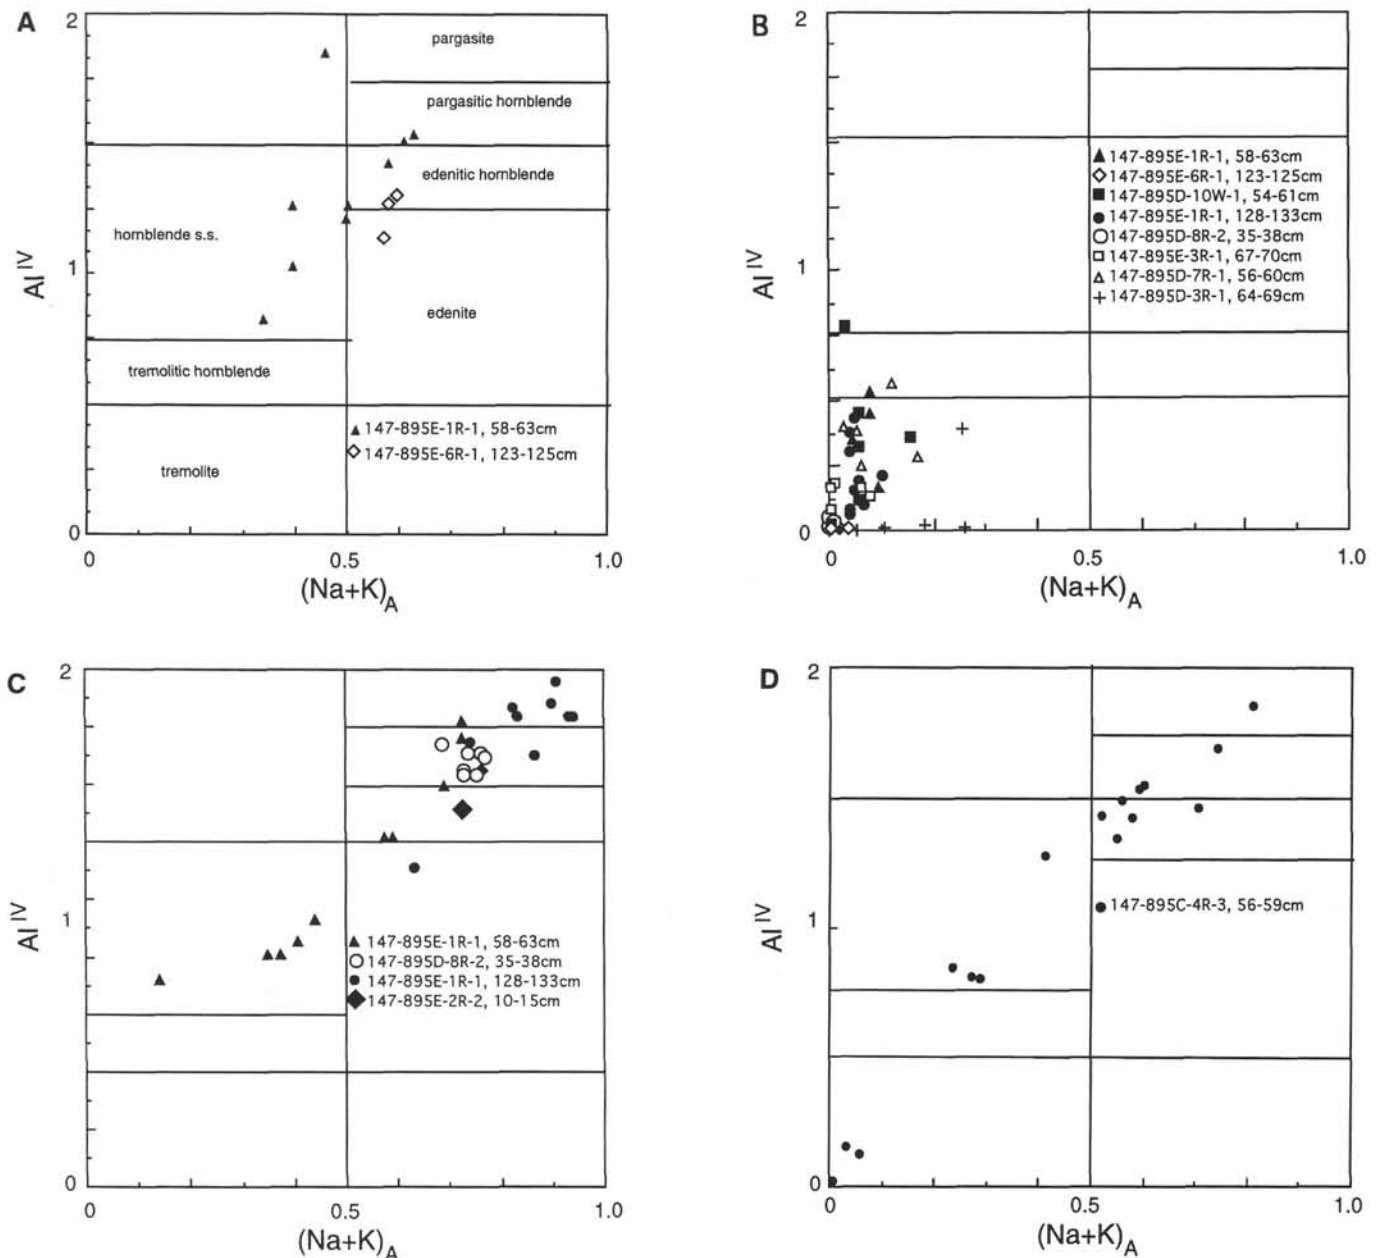 A
2
pargasite
pargasitic hornblende
edenitic hornblende
hornblende s.s.
Al IV
1
edenite
tremolitic hornblende
147-895E-1R-1, 58-63cm
147-895E-6R-1, 123-125cm
tremolite
0
0 0.5 1.0
(Na+K)A
B
2
147-895E-1R-1, 58-63cm
147-895E-6R-1, 123-125cm
147-895D-10W-1, 54-61cm
147-895E-1R-1, 128-133cm
147-895D-8R-2, 35-38cm
147-895E-3R-1, 67-70cm
147-895D-7R-1, 56-60cm
147-895D-3R-1, 64-69cm
Al IV
1
0
0 0.5 1.0
(Na+K)A
C
2
Al IV
1
147-895E-1R-1, 58-63cm
147-895D-8R-2, 35-38cm
147-895E-1R-1, 128-133cm
147-895E-2R-2, 10-15cm
0
0 0.5 1.0
(Na+K)A
D
2
Al IV
1
147-895C-4R-3, 56-59cm
0
0.0 0.5 1.0
(Na+K)A